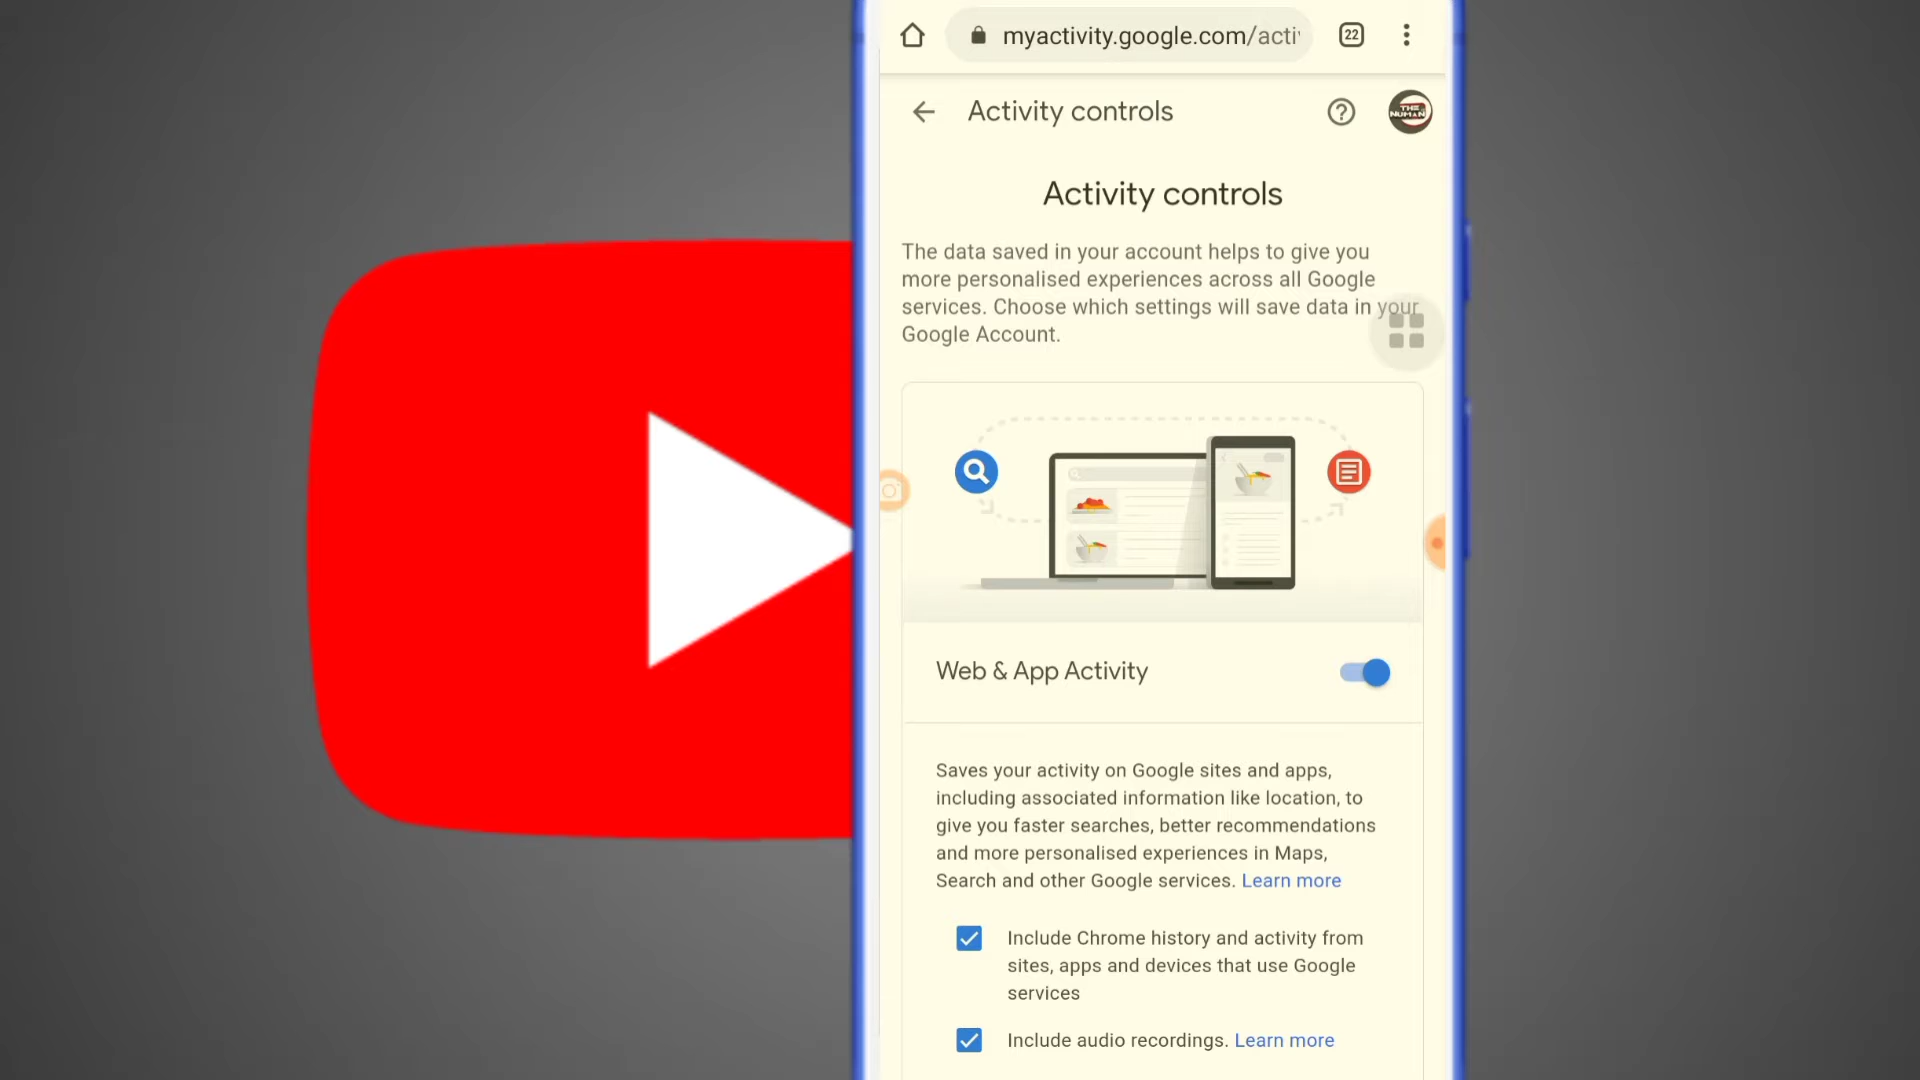 myactivity.google.com/acti
22
Activity controls
THE
NUMAN
Activity controls
The data saved in your account helps to give you
more personalised experiences across all Google
services. Choose which settings will save data in your
Google Account.
Web & App Activity
Saves your activity on Google sites and apps,
including associated information like location, to
give you faster searches, better recommendations
and more personalised experiences in Maps,
Search and other Google services. Learn more
Include Chrome history and activity from
sites, apps and devices that use Google
services
Include audio recordings. Learn more